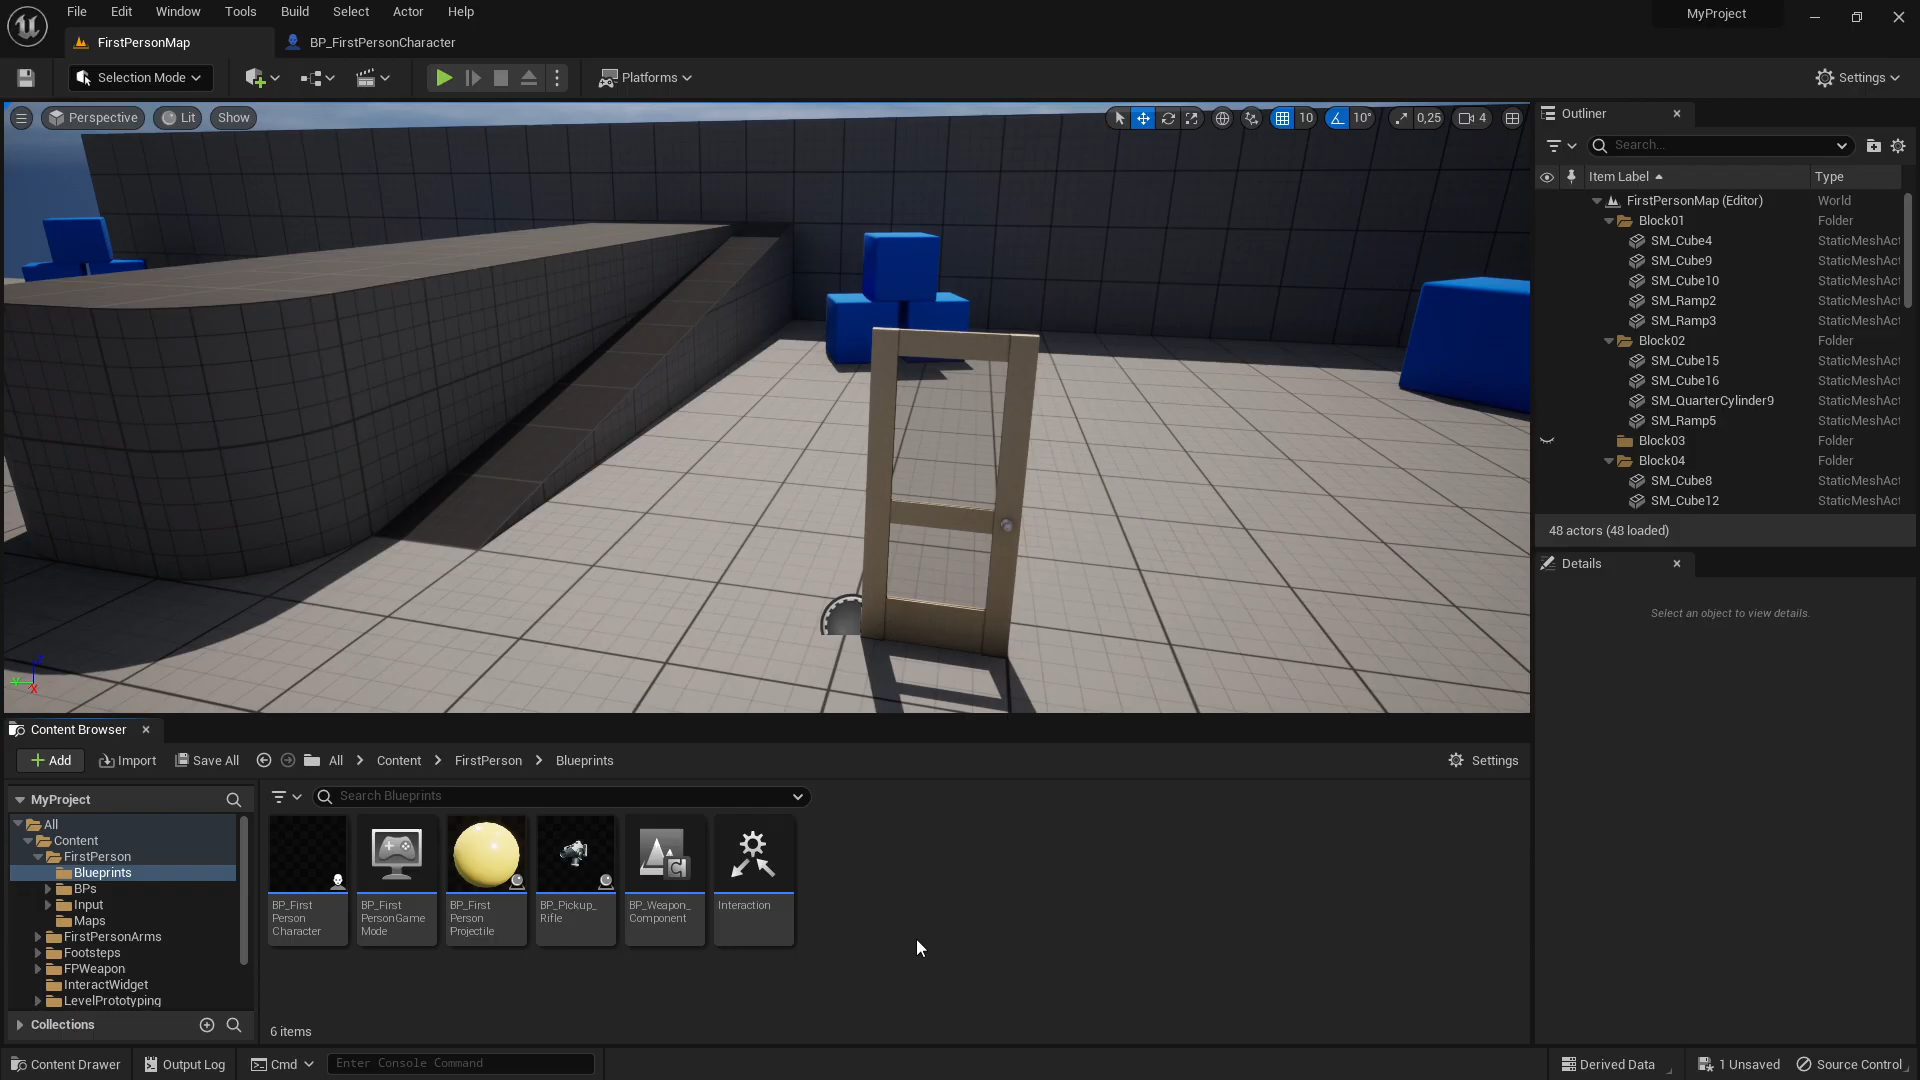 File Edit Window Tools Build Select Actor Help
MyProject
FirstPersonMap
BP_FirstPersonCharacter
Selection Mode
Platforms
Settings
Perspective
Lit
Show
10
10°
0,25
4
Outliner
Search...
Item Label
Type
FirstPersonMap (Editor) World
Block01 Folder
SM_Cube4 StaticMeshAct
SM_Cube9 StaticMeshAct
SM_Cube10 StaticMeshAct
SM_Ramp2 StaticMeshAct
SM_Ramp3 StaticMeshAct
Block02 Folder
SM_Cube15 StaticMeshAct
SM_Cube16 StaticMeshAct
SM_QuarterCylinder9 StaticMeshAct
SM_Ramp5 StaticMeshAct
Block03 Folder
Block04 Folder
SM_Cube8 StaticMeshAct
SM_Cube12 StaticMeshAct
48 actors (48 loaded)
Details
Select an object to view details.
X
Content Browser
Add
Import
Save All
All > Content > FirstPerson > Blueprints
Settings
MyProject
All
Content
FirstPerson
Blueprints
BPs
Input
Maps
FirstPersonArms
Footsteps
FPWeapon
InteractWidget
LevelPrototyping
Collections
Search Blueprints
BP_First
Person
Character
BP_First
PersonGame
Mode
BP_First
Person
Projectile
BP_Pickup_
Rifle
BP_Weapon_
Component
Interaction
6 items
Content Drawer
Output Log
Cmd
Enter Console Command
Derived Data
1 Unsaved
Source Control